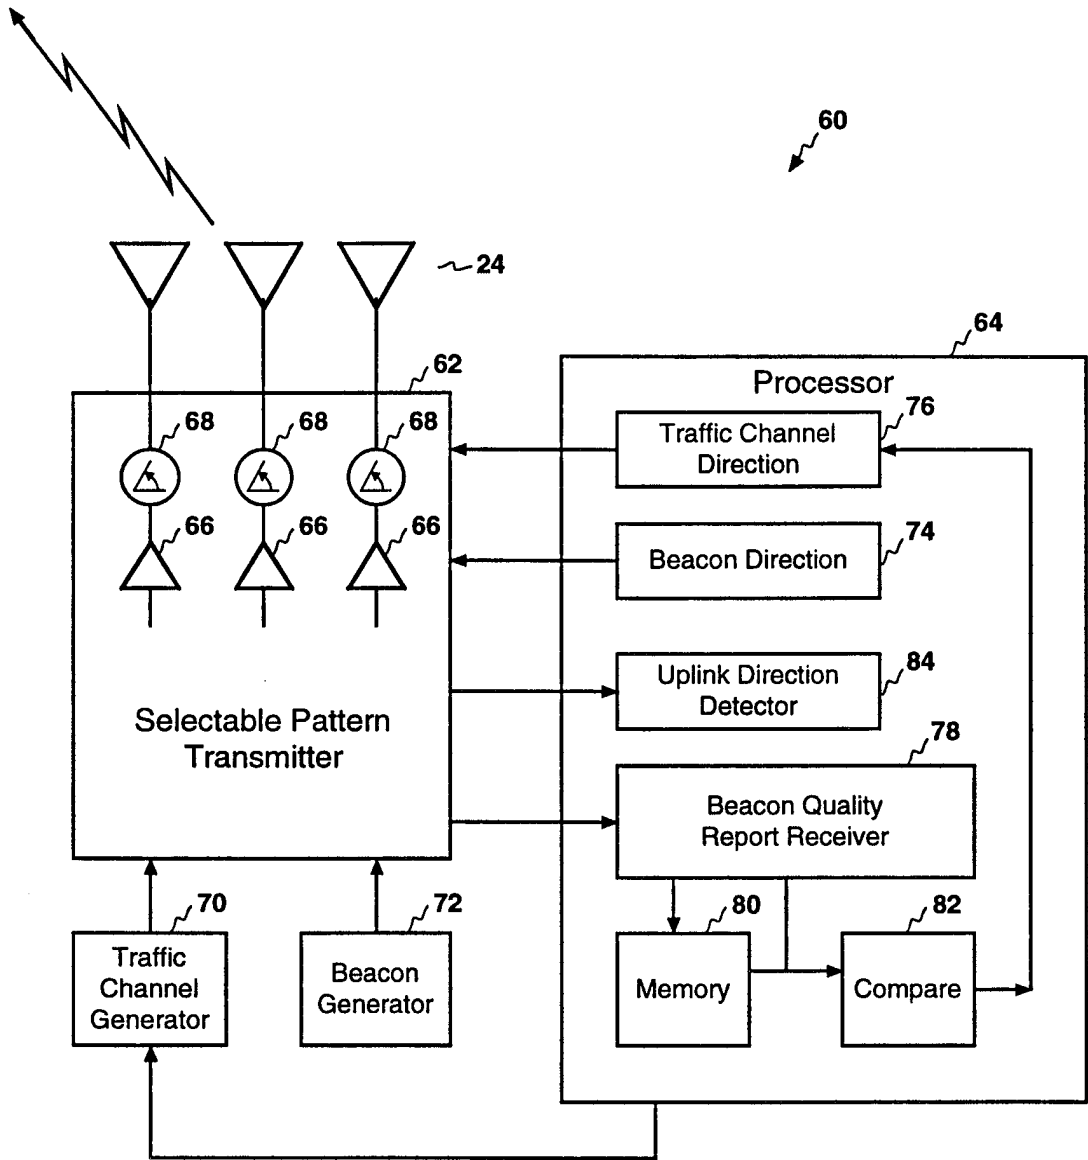 60
24
62
64
Processor
68
68
68
76
Traffic Channel
Direction
66
66
66
74
Beacon Direction
84
Uplink Direction
Detector
Selectable Pattern
Transmitter
78
Beacon Quality
Report Receiver
70
72
80
82
Traffic
Channel
Generator
Beacon
Generator
Memory
Compare